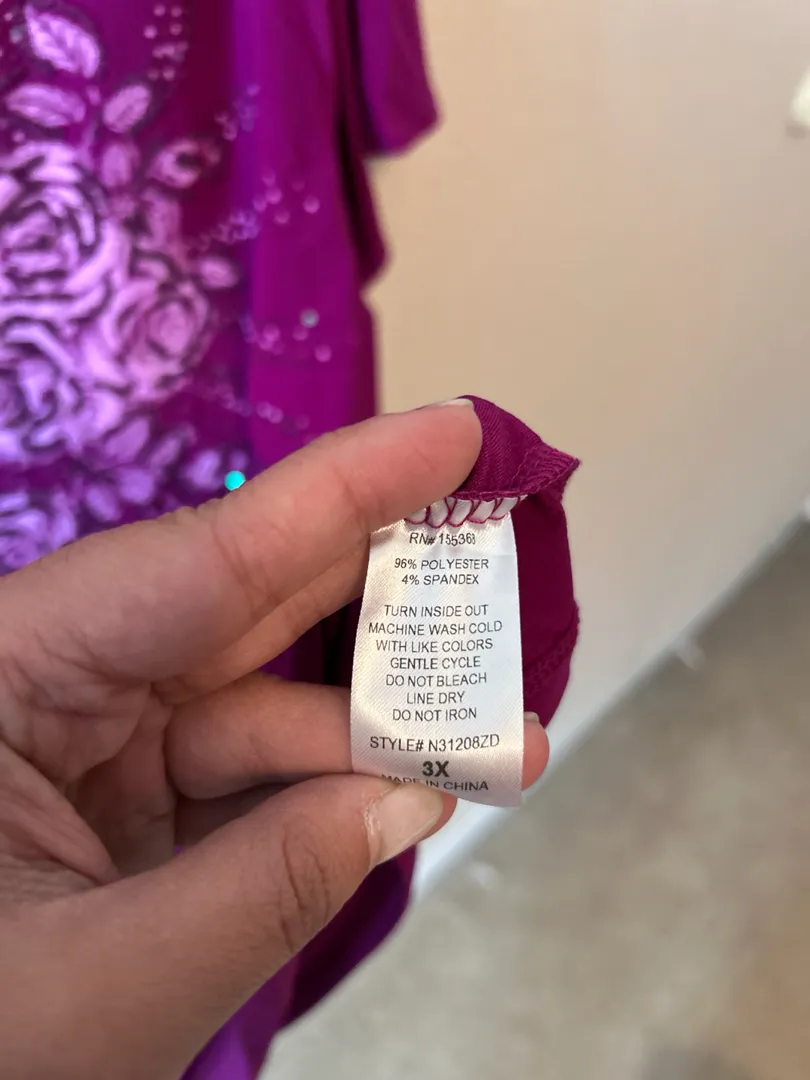 RN# 155369
96% POLYESTER
4% SPANDEX
TURN INSIDE OUT
MACHINE WASH COLD
WITH LIKE COLORS
GENTLE CYCLE
DO NOT BLEACH
LINE DRY
DO NOT IRON
STYLE# N31208ZD
3X
MADE IN CHINA